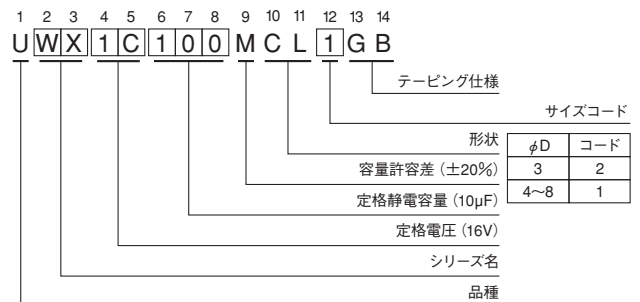 1 2 3 4 5 6 7 8 9 10 11 12 13 14
U W X 1 C 1 0 0 M C L 1 G B
テーピング仕様
サイズコード
形状
φD コード
容量許容差（±20％）
3 2
定格静電容量（10μF）
4～8 1
定格電圧（16V）
シリーズ名
品種